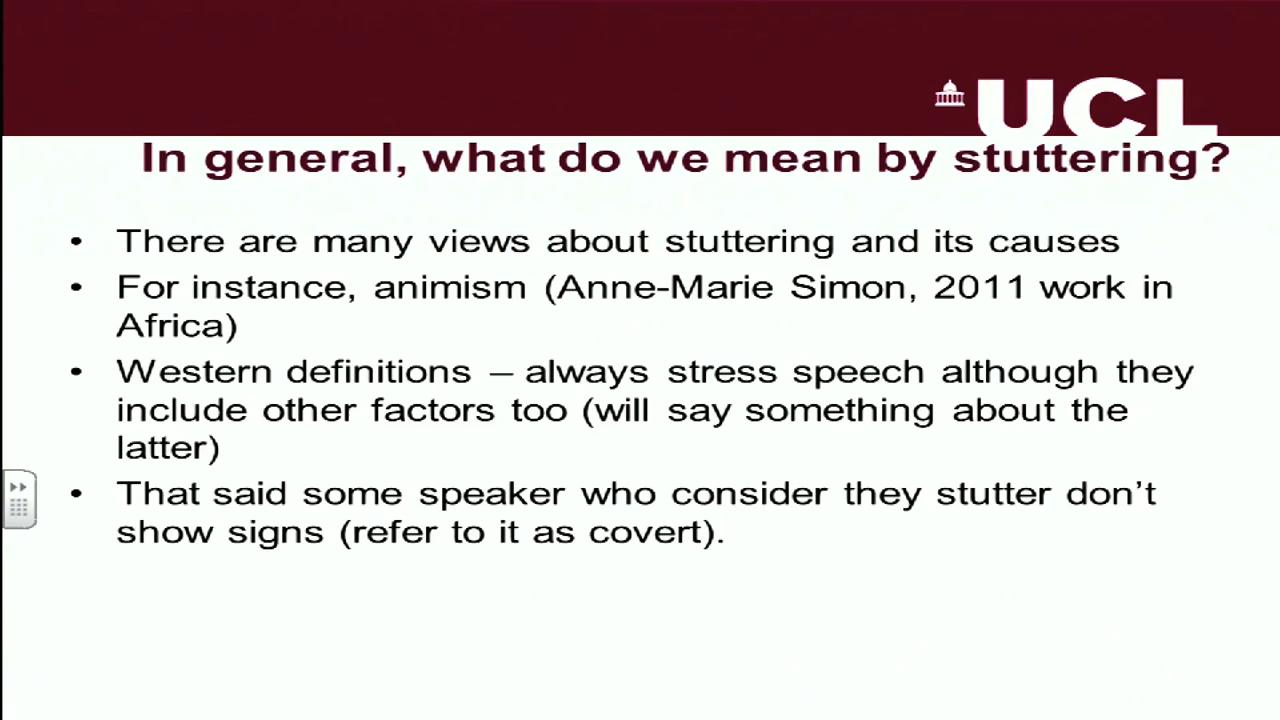 UCL
In general, what do we mean by stuttering?
• There are many views about stuttering and its causes
• For instance, animism (Anne-Marie Simon, 2011 work in
Africa)
• Western definitions – always stress speech although they
include other factors too (will say something about the
latter)
• That said some speaker who consider they stutter don’t
show signs (refer to it as covert).